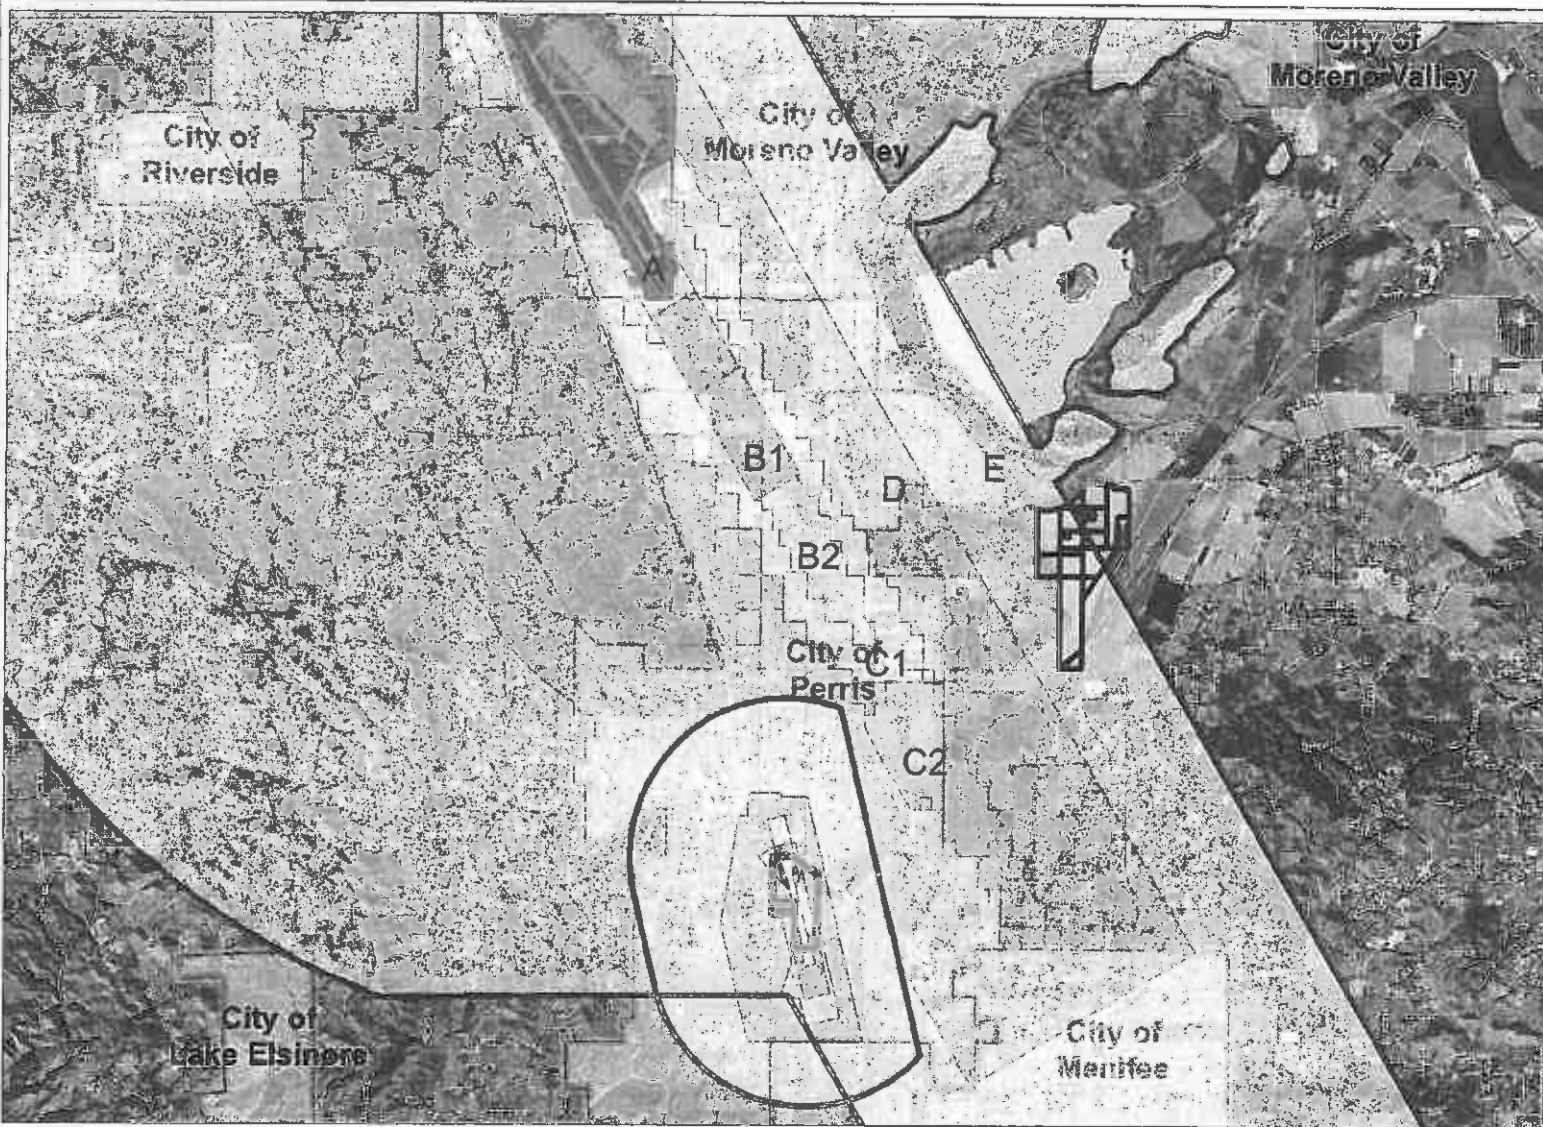 City of
Moreno Valley
City of
Riverside
City of
Moreno Valley
A
B1
E
D
B2
City of
Perris
C1
C2
City of
Lake Elsinore
City of
Menifee